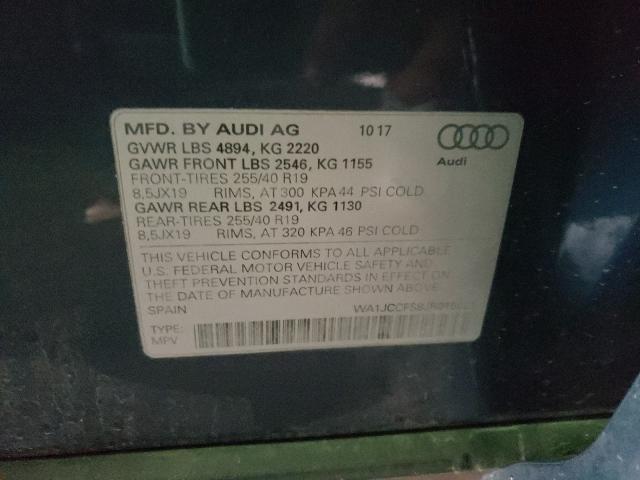 MFD. BY AUDI AG 10 17
GVWR LBS 4894, KG 2220
GAWR FRONT LBS 2546, KG 1155
FRONT-TIRES 255/40 R19
8,5JX19 RIMS, AT 300 KPA 44 PSI COLD
GAWR REAR LBS 2491, KG 1130
REAR-TIRES 255/40 R19
8,5JX19 RIMS, AT 320 KPA 46 PSI COLD
Audi
THIS VEHICLE CONFORMS TO ALL APPLICABLE
U.S. FEDERAL MOTOR VEHICLE SAFETY AND
THEFT PREVENTION STANDARDS IN EFFECT ON
THE DATE OF MANUFACTURE SHOWN ABOVE
SPAIN
TYPE:
MPV